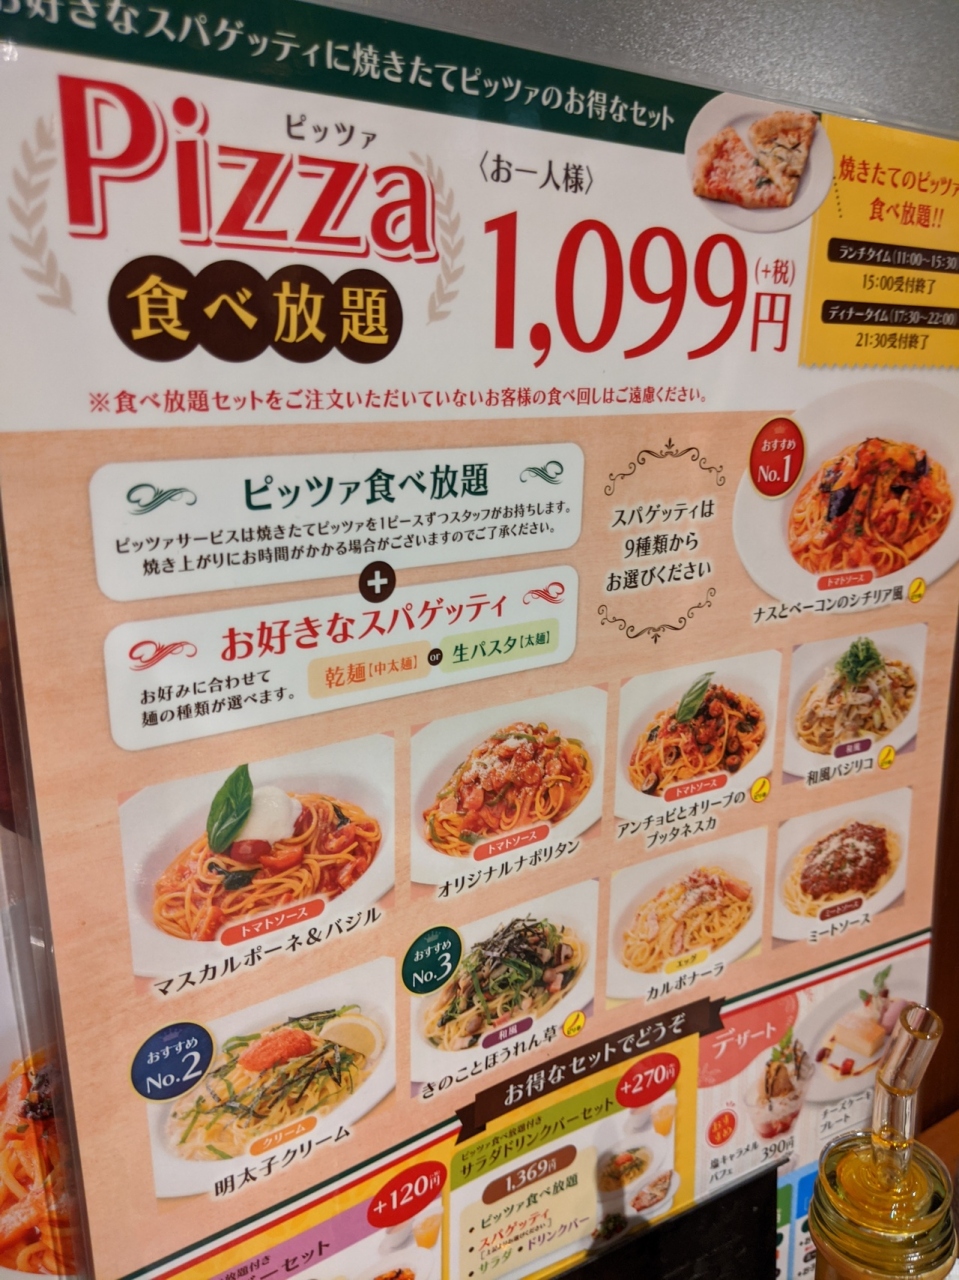 お好きなスパゲッティに焼きたてピッツァのお得なセット
ピッツァ
Pizza
食べ放題
〈お一人様〉
1,099円
(+税)
焼きたてのピッツァ
食べ放題!!
ランチタイム(11:00〜15:30)
15:00受付終了
ディナータイム(17:30〜22:00)
21:30受付終了
※食べ放題セットをご注文いただいていないお客様の食べ回しはご遠慮ください。
ピッツァ食べ放題
ピッツァサービスは焼きたてピッツァを1ピースずつスタッフがお持ちします。
焼き上がりにお時間がかかる場合がございますのでご了承ください。
+
お好きなスパゲッティ
お好みに合わせて
麺の種類が選べます。
乾麺【中太麺】 or 生パスタ【太麺】
スパゲッティは
9種類から
お選びください
おすすめ
No.1
トマトソース
ナスとベーコンのシチリア風
トマトソース
マスカルポーネ&バジル
トマトソース
オリジナルナポリタン
トマトソース
アンチョビとオリーブの
プッタネスカ
和風
和風バジリコ
おすすめ
No.2
クリーム
明太子クリーム
おすすめ
No.3
和風
きのことほうれん草
エッグ
カルボナーラ
ミートソース
ミートソース
お得なセットでどうぞ
+120円
放題付き
ーセット
+270円
ピッツァ食べ放題付き
サラダドリンクバーセット
1,369円
• ピッツァ食べ放題
• スパゲッティ
• サラダ • ドリンクバー
デザート
おすすめ
塩キャラメル
パフェ
390円
チーズケーキ
プレート